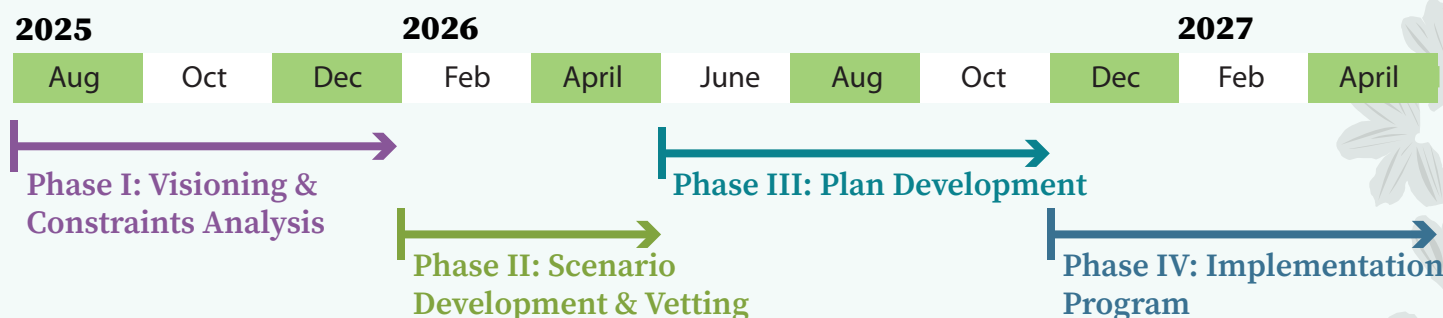 2025 2026 2027
Aug Oct Dec Feb April June Aug Oct Dec Feb April
Phase I: Visioning &
Constraints Analysis
Phase II: Scenario
Development & Vetting
Phase III: Plan Development
Phase IV: Implementation
Program